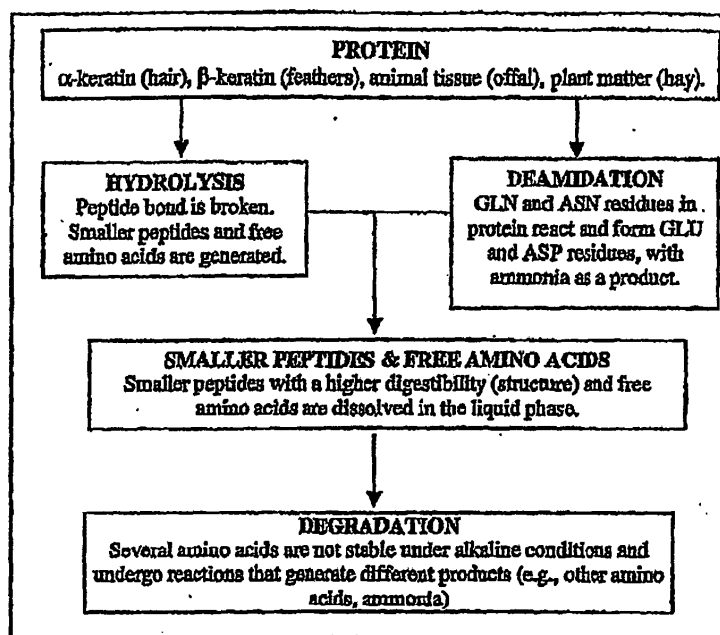 PROTEIN
α-keratin (hair), β-keratin (feathers), animal tissue (offal), plant matter (hay).
HYDROLYSIS
Peptide bond is broken.
Smaller peptides and free
amino acids are generated.
DEAMIDATION
GLN and ASN residues in
protein react and form GLU
and ASP residues, with
ammonia as a product.
SMALLER PEPTIDES & FREE AMINO ACIDS
Smaller peptides with a higher digestibility (structure) and free
amino acids are dissolved in the liquid phase.
DEGRADATION
Several amino acids are not stable under alkaline conditions and
undergo reactions that generate different products (e.g., other amino
acids, ammonia)